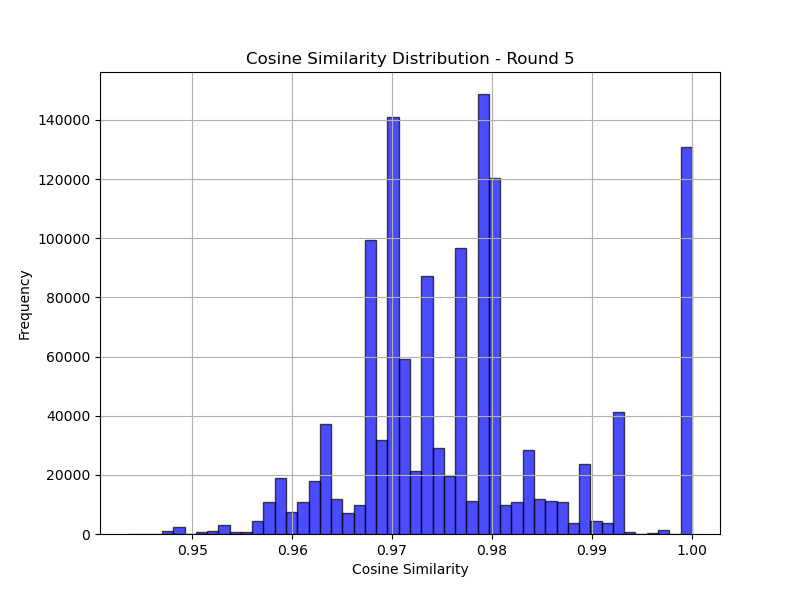 Cosine Similarity Distribution - Round 5
140000
120000
100000
80000
60000
40000
20000
0
Frequency
0.95 0.96 0.97 0.98 0.99 1.00
Cosine Similarity